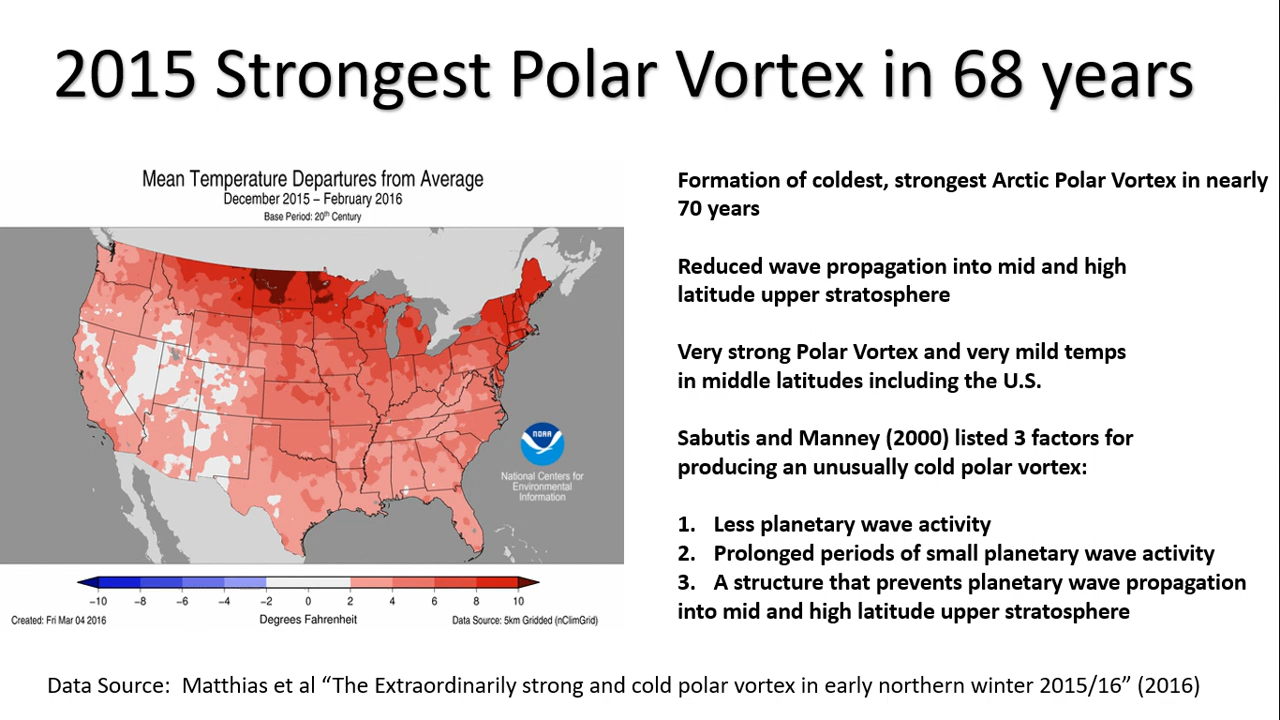 2015 Strongest Polar Vortex in 68 years
Mean Temperature Departures from Average
December 2015 – February 2016
Base Period: 20th Century
NOAA
National Centers for
Environmental
Information
–10 –8 –6 –4 –2 0 2 4 6 8 10
Created: Fri Mar 04 2016
Degrees Fahrenheit
Data Source: 5km Gridded (nClimGrid)
Formation of coldest, strongest Arctic Polar Vortex in nearly
70 years
Reduced wave propagation into mid and high
latitude upper stratosphere
Very strong Polar Vortex and very mild temps
in middle latitudes including the U.S.
Sabutis and Manney (2000) listed 3 factors for
producing an unusually cold polar vortex:
1. Less planetary wave activity
2. Prolonged periods of small planetary wave activity
3. A structure that prevents planetary wave propagation
into mid and high latitude upper stratosphere
Data Source: Matthias et al “The Extraordinarily strong and cold polar vortex in early northern winter 2015/16” (2016)